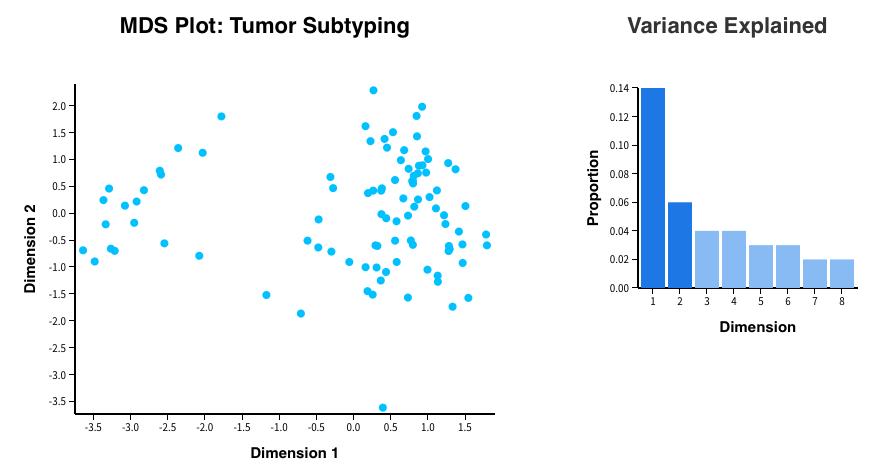 MDS Plot: Tumor Subtyping
Variance Explained
2.0
1.5
1.0
0.5
0.0
-0.5
-1.0
-1.5
-2.0
-2.5
-3.0
-3.5
Dimension 2
-3.5 -3.0 -2.5 -2.0 -1.5 -1.0 -0.5 0.0 0.5 1.0 1.5
Dimension 1
0.14
0.12
0.10
0.08
0.06
0.04
0.02
0.00
Proportion
1 2 3 4 5 6 7 8
Dimension